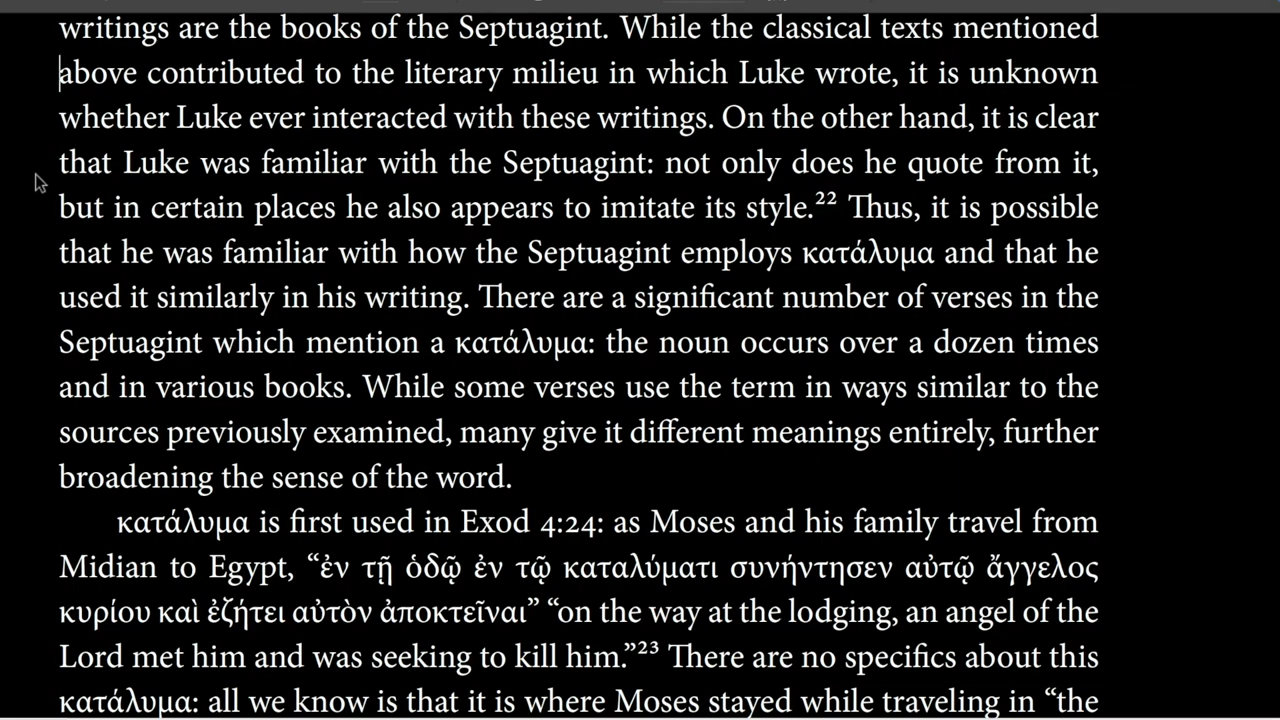 writings are the books of the Septuagint. While the classical texts mentioned
above contributed to the literary milieu in which Luke wrote, it is unknown
whether Luke ever interacted with these writings. On the other hand, it is clear
that Luke was familiar with the Septuagint: not only does he quote from it,
but in certain places he also appears to imitate its style.²² Thus, it is possible
that he was familiar with how the Septuagint employs κατάλυμα and that he
used it similarly in his writing. There are a significant number of verses in the
Septuagint which mention a κατάλυμα: the noun occurs over a dozen times
and in various books. While some verses use the term in ways similar to the
sources previously examined, many give it different meanings entirely, further
broadening the sense of the word.
κατάλυμα is first used in Exod 4:24: as Moses and his family travel from
Midian to Egypt, “ἐν τῇ ὁδῷ ἐν τῷ καταλύματι συνήντησεν αὐτῷ ἄγγελος
κυρίου καὶ ἐζήτει αὐτὸν ἀποκτεῖναι” “on the way at the lodging, an angel of the
Lord met him and was seeking to kill him.”²³ There are no specifics about this
κατάλυμα: all we know is that it is where Moses stayed while traveling in “the